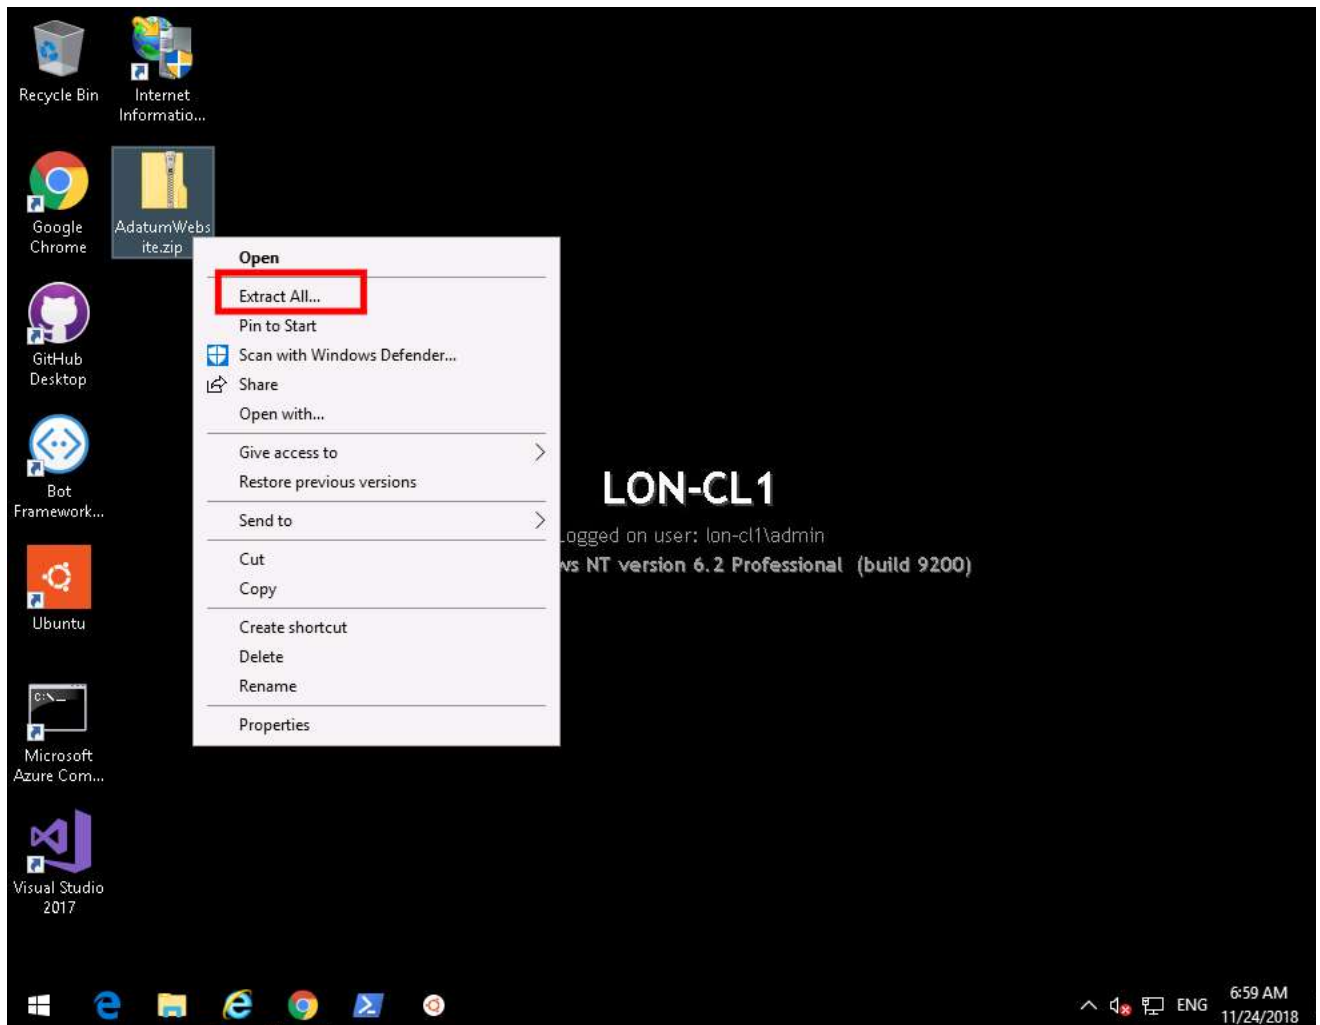 Recycle Bin
Internet
Informatio...
Google
Chrome
AdatumWebs
ite.zip
GitHub
Desktop
Bot
Framework...
Ubuntu
C:\_
Microsoft
Azure Com...
Visual Studio
2017
Open
Extract All...
Pin to Start
Scan with Windows Defender...
Share
Open with...
Give access to
Restore previous versions
Send to
Cut
Copy
Create shortcut
Delete
Rename
Properties
LON-CL1
ogged on user: lon-cl1\admin
ws NT version 6.2 Professional (build 9200)
ENG
6:59 AM
11/24/2018